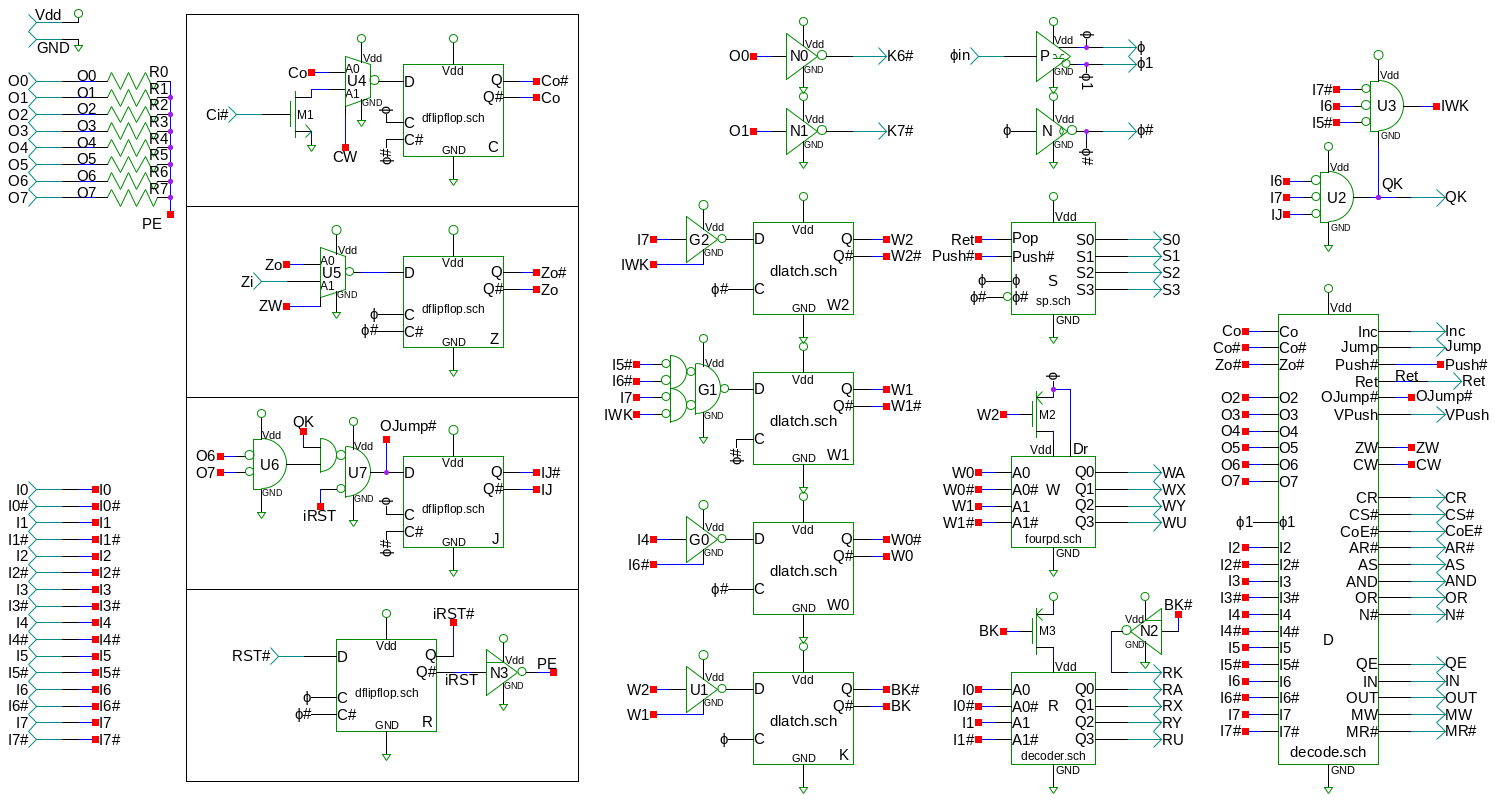 Vdd
GND
O0 O0 R0
O1 O1 R1
O2 O2 R2
O3 O3 R3
O4 O4 R4
O5 O5 R5
O6 O6 R6
O7 O7 R7
PE
I0 I0
I0# I0#
I1 I1
I1# I1#
I2 I2
I2# I2#
I3 I3
I3# I3#
I4 I4
I4# I4#
I5 I5
I5# I5#
I6 I6
I6# I6#
I7 I7
I7# I7#
Vdd Vdd
Co A0 U4 D Q Co#
A1 Q# Co
GND
Ci# M1 dflipflop.sch
ϕ C
ϕ# C#
CW GND C
Vdd Vdd
Zo A0 U5 D Q Zo#
Zi A1 Q# Zo
GND
ZW dflipflop.sch
ϕ C
ϕ# C#
GND Z
QK OJump#
Vdd Vdd Vdd
O6 U6 U7 D Q IJ#
O7 Q# IJ
GND GND
iRST dflipflop.sch
ϕ C
ϕ# C#
GND J
iRST#
Vdd Vdd
RST# D Q N3 PE
Q# iRST
GND
dflipflop.sch
ϕ C
ϕ# C#
GND R
Vdd
O0 N0 K6#
GND
Vdd
O1 N1 K7#
GND
Vdd Vdd
I7 G2 D Q W2
Q# W2#
IWK GND dlatch.sch
ϕ# C
GND W2
Vdd Vdd
I5# G1 D Q W1
I6# Q# W1#
I7
IWK GND dlatch.sch
ϕ# C
GND W1
Vdd Vdd
I4 G0 D Q W0#
Q# W0
I6# GND dlatch.sch
ϕ# C
GND W0
Vdd Vdd
W2 U1 D Q BK#
Q# BK
W1 GND dlatch.sch
ϕ C
GND K
Vdd ϕ
ϕin P ϕ
ϕ1
GND ϕ1
Vdd
ϕ N ϕ#
GND ϕ#
Vdd
Ret Pop S0 S0
Push# Push# S1 S1
ϕ ϕ S S2 S2
ϕ# ϕ# sp.sch S3 S3
GND
ϕ
W2 M2
Vdd Dr
W0 A0 Q0 WA
W0# A0# W Q1 WX
W1 A1 Q2 WY
W1# A1# Q3 WU
fourpd.sch
GND
BK M3 Vdd N2 BK#
GND
Vdd RK
I0 A0 Q0 RA
I0# A0# R Q1 RX
I1 A1 Q2 RY
I1# A1# Q3 RU
decoder.sch
GND
Vdd
I7#
I6 U3 IWK
I5#
GND
Vdd
I6
I7 U2 QK QK
IJ
GND
Vdd
Co Co Inc Inc
Co# Co# Jump Jump
Zo# Zo# Push# Push#
Ret Ret Ret
O2 O2 OJump# OJump#
O3 O3 VPush VPush
O4 O4
O5 O5 ZW ZW
O6 O6 CW CW
O7 O7
CR CR
ϕ1 ϕ1 CS# CS#
CoE# CoE#
I2 I2 AR# AR#
I2# I2# AS AS
I3 I3 AND AND
I3# I3# OR OR
I4 I4 N# N#
I4# I4# D
I5 I5
I5# I5# QE QE
I6 I6 IN IN
I6# I6# OUT OUT
I7 I7 MW MW
I7# I7# MR# MR#
decode.sch
GND